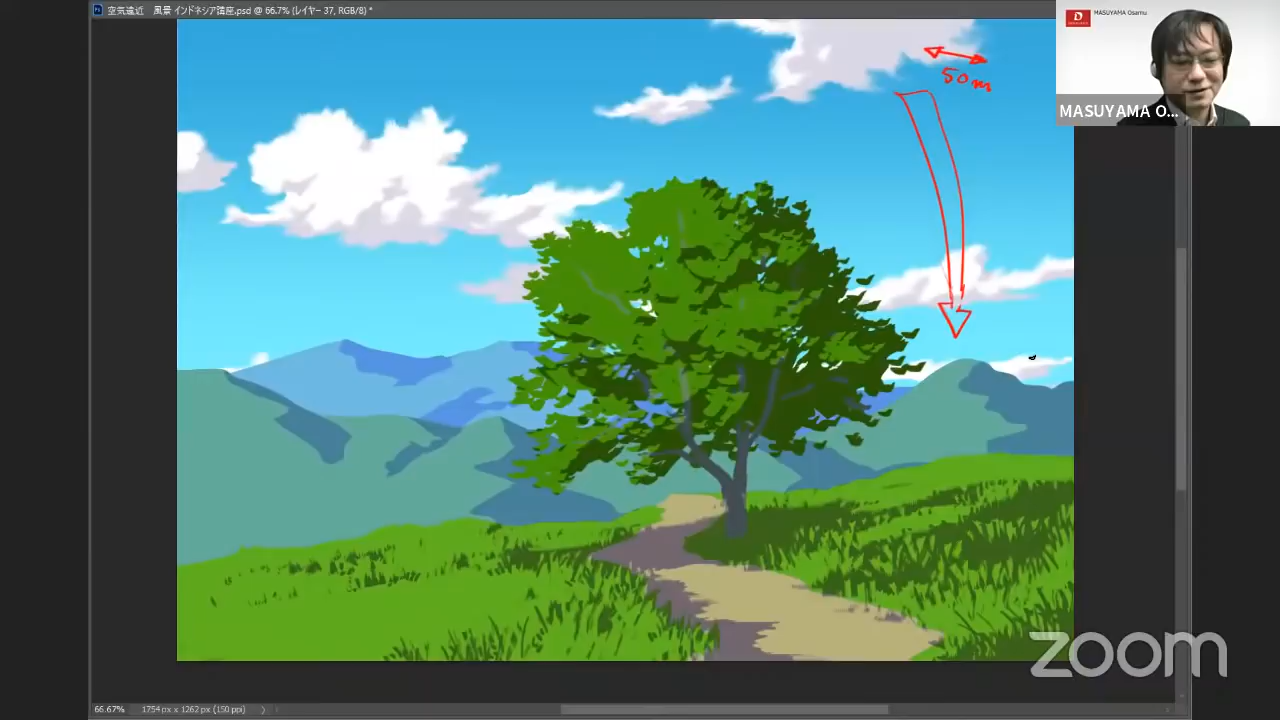 空気遠近　風景 インドネシア講座.psd @ 66.7% (レイヤー 37, RGB/8) *
50m
D
MASUYAMA Osamu
MASUYAMA O...
zoom
66.67%
1754 px x 1262 px (150 ppi)